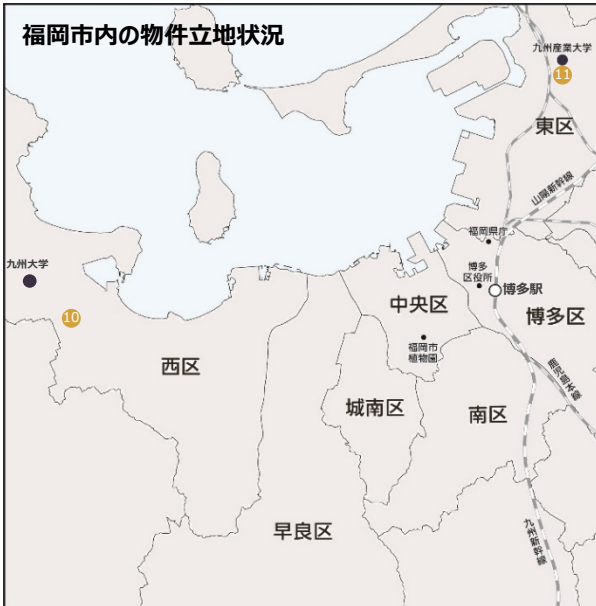 福岡市内の物件立地状況
九州産業大学
11
東区
山陽新幹線
福岡県庁
九州大学
博多
区役所
博多駅
10
中央区
博多区
福岡市
植物園
西区
鹿児島本線
城南区
南区
早良区
九州新幹線